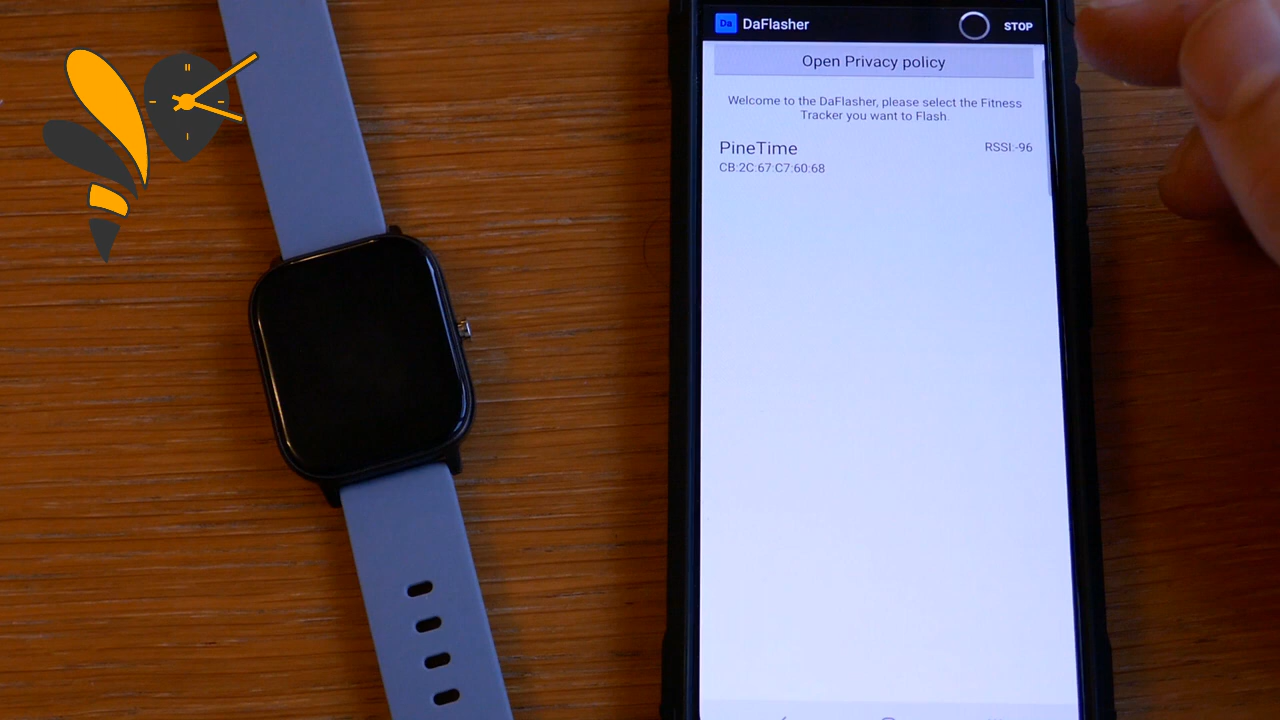 Da DaFlasher STOP
Open Privacy policy
Welcome to the DaFlasher, please select the Fitness
Tracker you want to Flash.
PineTime RSSI:-96
CB:2C:67:C7:60:68